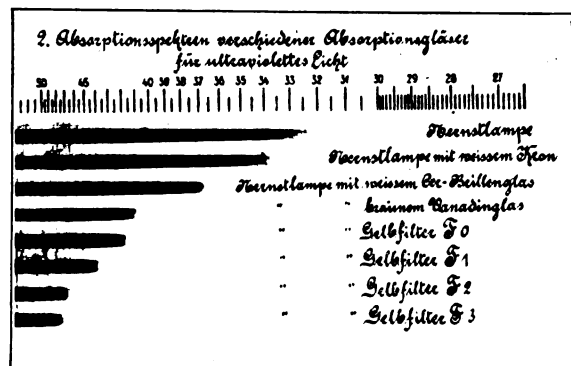 2. Absorptionsspektren verschiedener Absorptionsgläser
für ultraviolettes Licht
50 45 40 39 38 37 36 35 34 33 32 31 30 29 28 27
Nernstlampe
Nernstlampe mit weissem Kron
Nernstlampe mit weissem Cer-Brillenglas
" " braunem Vanadinglas
" " Gelbfilter F 0
" " Gelbfilter F 1
" " Gelbfilter F 2
" " Gelbfilter F 3